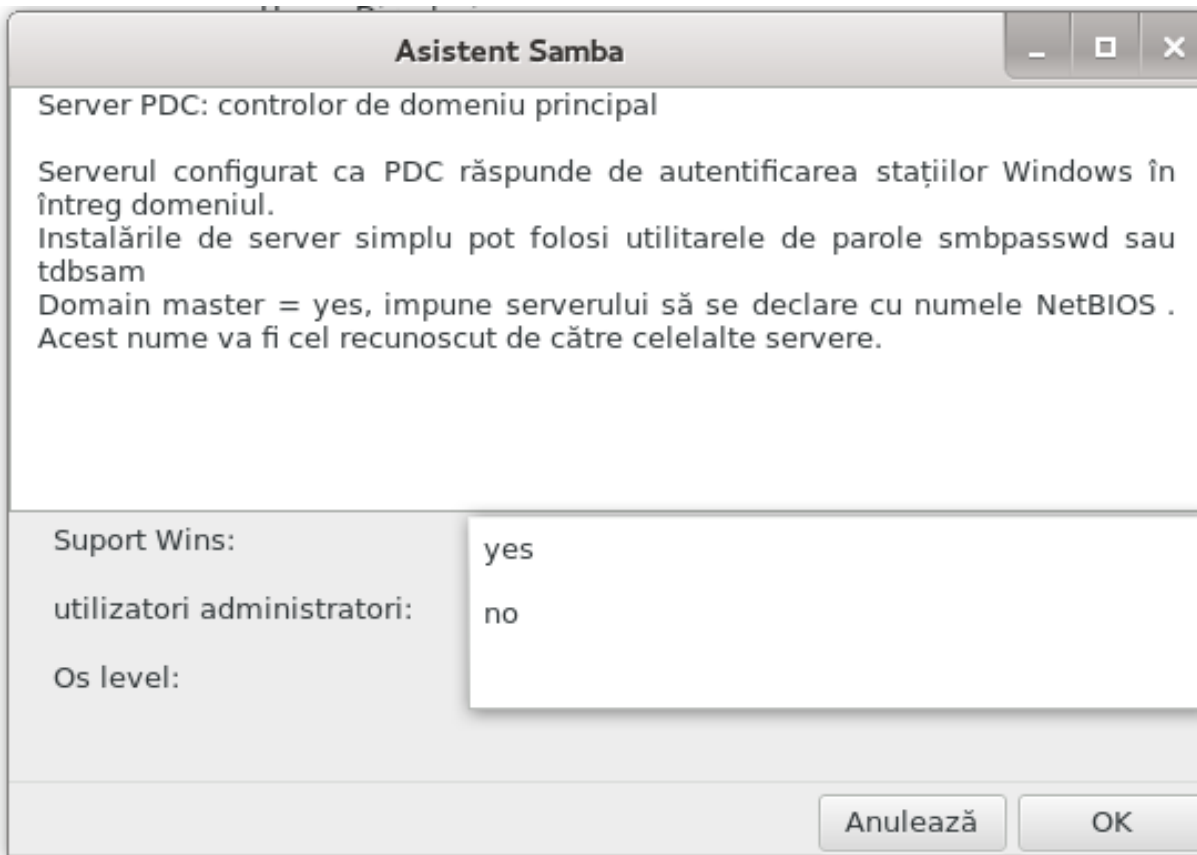 Asistent Samba
Server PDC: controlor de domeniu principal
Serverul configurat ca PDC răspunde de autentificarea stațiilor Windows în
întreg domeniul.
Instalările de server simplu pot folosi utilitarele de parole smbpasswd sau
tdbsam
Domain master = yes, impune serverului să se declare cu numele NetBIOS .
Acest nume va fi cel recunoscut de către celelalte servere.
Suport Wins:
yes
utilizatori administratori:
no
Os level:
Anulează
OK